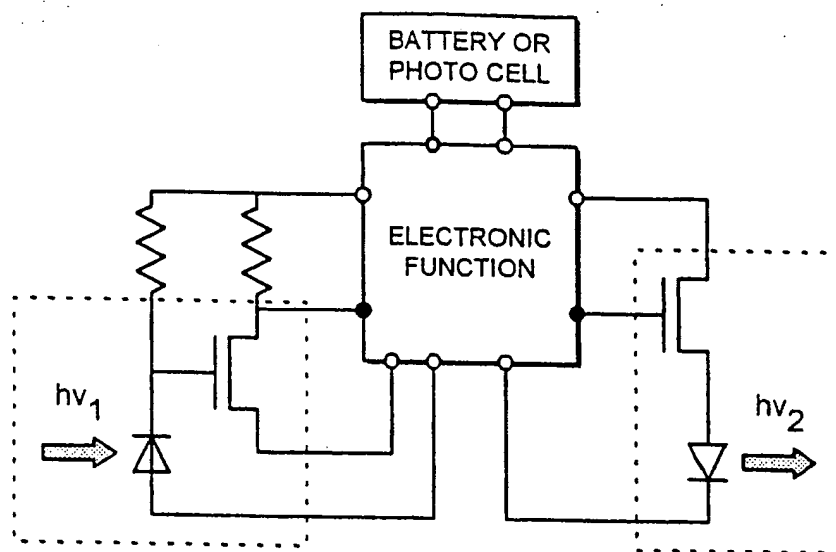 BATTERY OR
PHOTO CELL
ELECTRONIC
FUNCTION
hv1
hv2